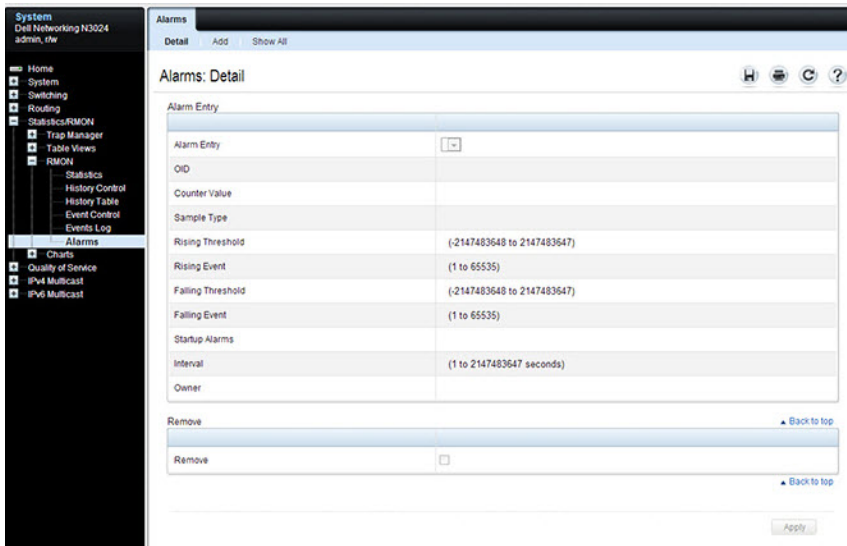 System
Dell Networking N3024
admin, r/w
Home
System
Switching
Routing
Statistics/RMON
Trap Manager
Table Views
RMON
Statistics
History Control
History Table
Event Control
Events Log
Alarms
Charts
Quality of Service
IPv4 Multicast
IPv6 Multicast
Alarms
Detail Add Show All
Alarms: Detail
?
Alarm Entry
Alarm Entry
OID
Counter Value
Sample Type
Rising Threshold (-2147483648 to 2147483647)
Rising Event (1 to 65535)
Falling Threshold (-2147483648 to 2147483647)
Falling Event (1 to 65535)
Startup Alarms
Interval (1 to 2147483647 seconds)
Owner
Remove Back to top
Remove
Back to top
Apply